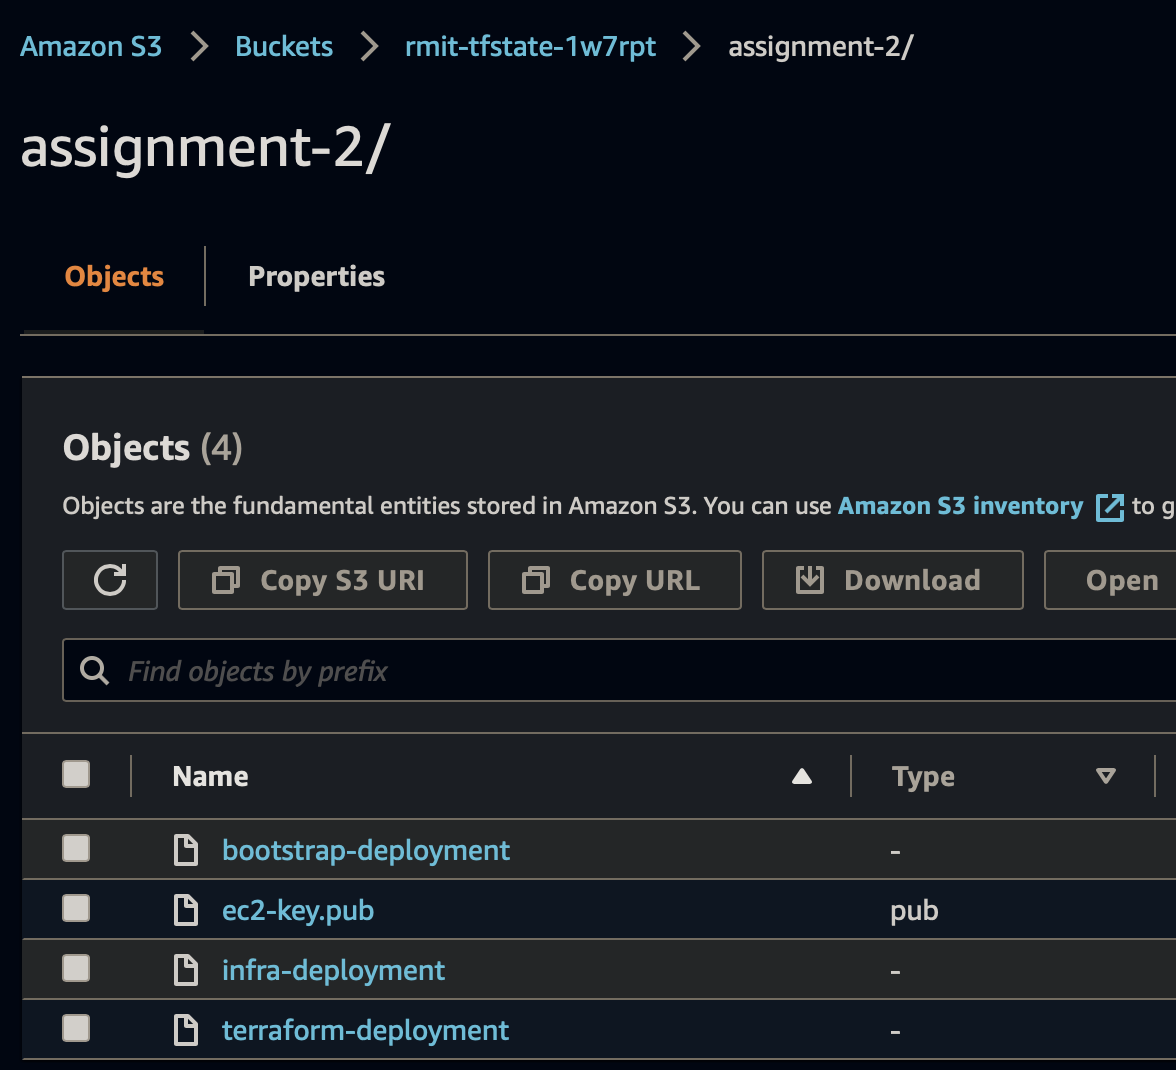 Amazon S3 > Buckets > rmit-tfstate-1w7rpt > assignment-2/
assignment-2/
Objects Properties
Objects (4)
Objects are the fundamental entities stored in Amazon S3. You can use Amazon S3 inventory to g
Copy S3 URI Copy URL Download Open
Find objects by prefix
Name Type
bootstrap-deployment -
ec2-key.pub pub
infra-deployment -
terraform-deployment -